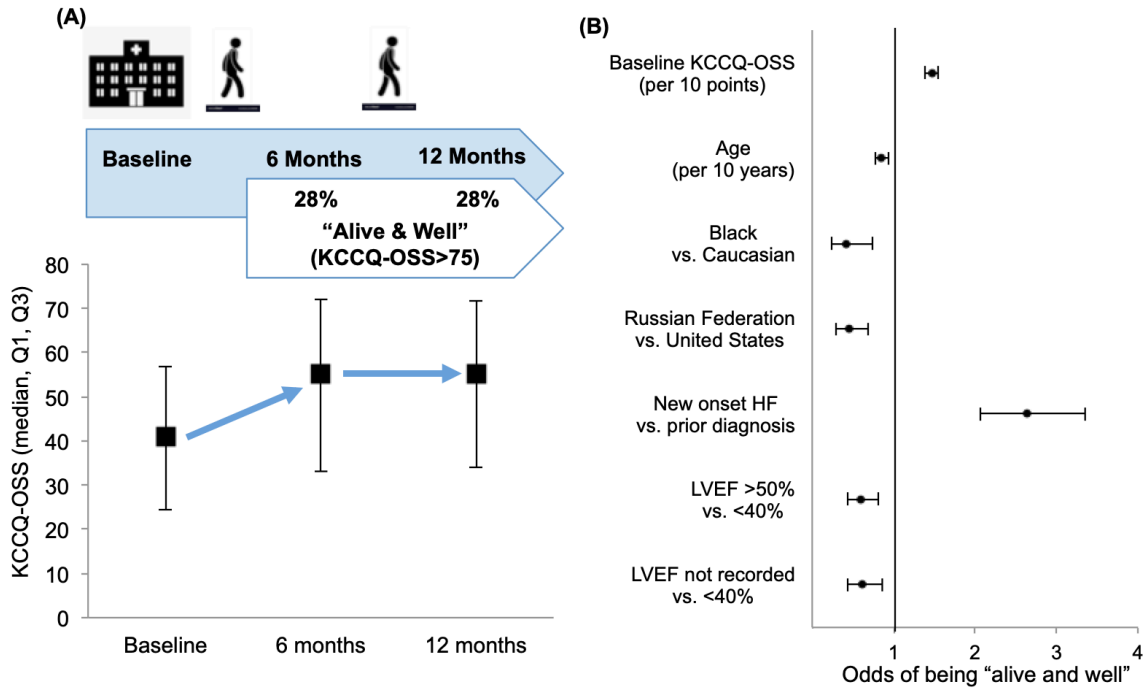 (A)
Baseline
6 Months
12 Months
28%
28%
“Alive & Well”
(KCCQ-OSS>75)
KCCQ-OSS (median, Q1, Q3)
80
70
60
50
40
30
20
10
0
Baseline
6 months
12 months
(B)
Baseline KCCQ-OSS
(per 10 points)
Age
(per 10 years)
Black
vs. Caucasian
Russian Federation
vs. United States
New onset HF
vs. prior diagnosis
LVEF >50%
vs. <40%
LVEF not recorded
vs. <40%
1
2
3
4
Odds of being “alive and well”